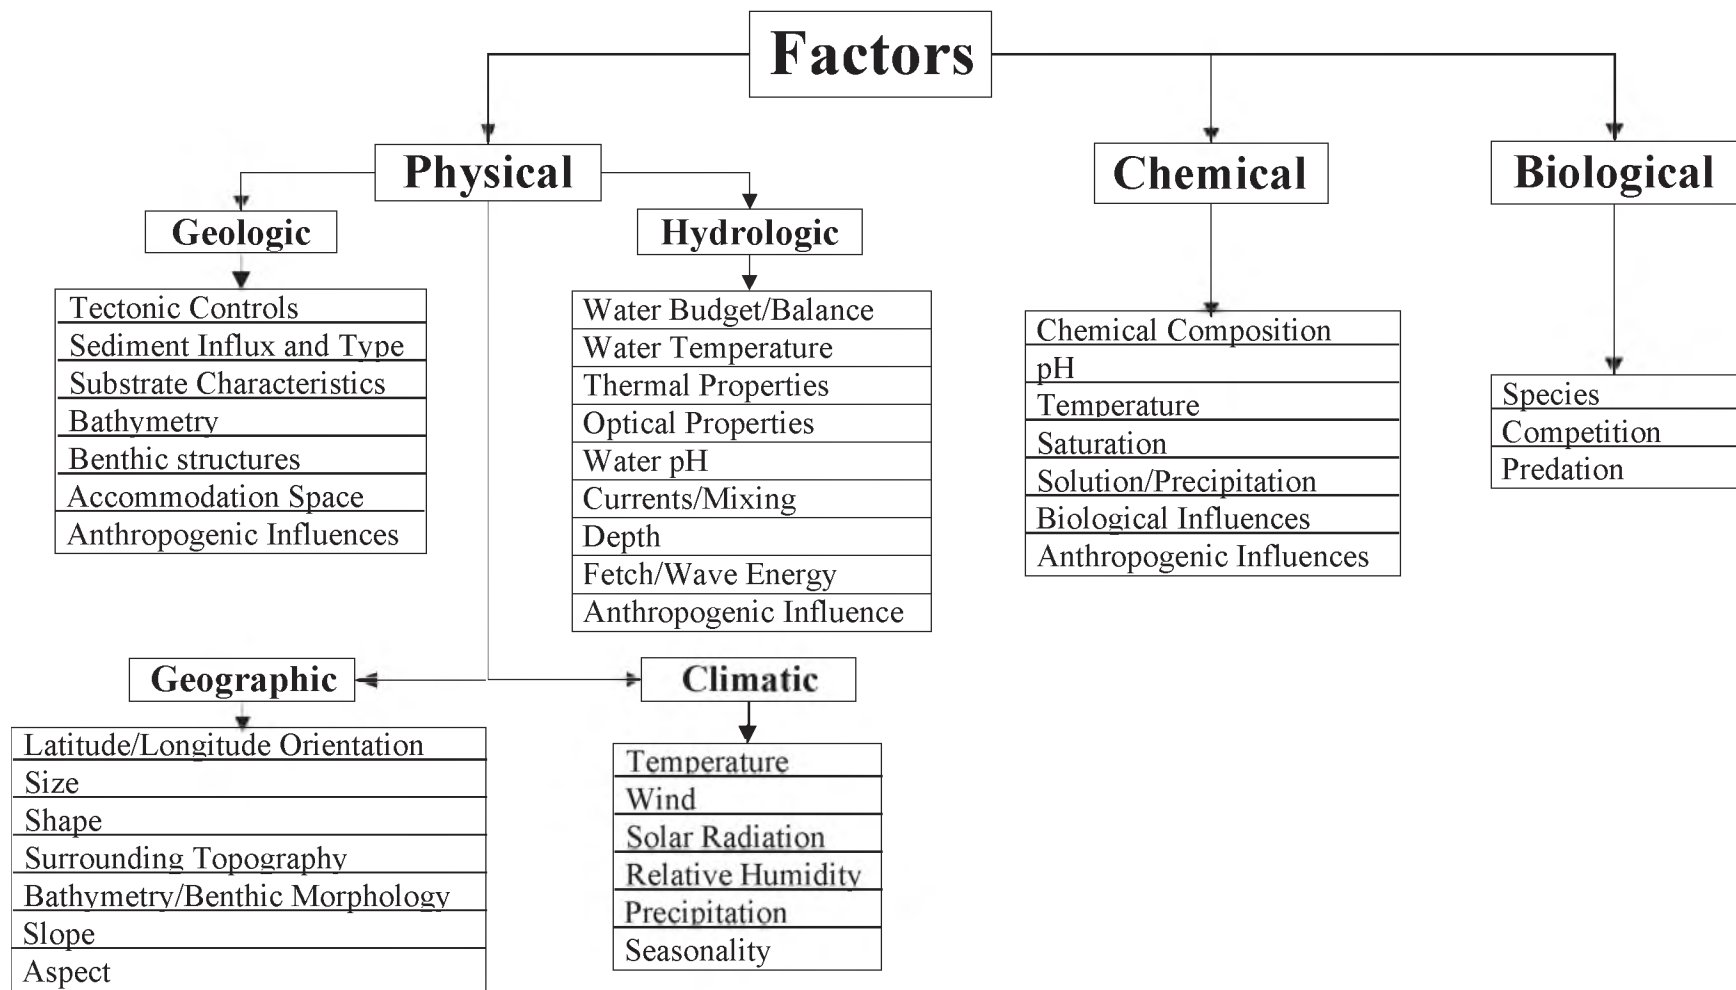 Factors
Physical
Chemical
Biological
Geologic
Hydrologic
Tectonic Controls
Sediment Influx and Type
Substrate Characteristics
Bathymetry
Benthic structures
Accommodation Space
Anthropogenic Influences
Water Budget/Balance
Water Temperature
Thermal Properties
Optical Properties
Water pH
Currents/Mixing
Depth
Fetch/Wave Energy
Anthropogenic Influence
Chemical Composition
pH
Temperature
Saturation
Solution/Precipitation
Biological Influences
Anthropogenic Influences
Species
Competition
Predation
Geographic
Climatic
Latitude/Longitude Orientation
Size
Shape
Surrounding Topography
Bathymetry/Benthic Morphology
Slope
Aspect
Temperature
Wind
Solar Radiation
Relative Humidity
Precipitation
Seasonality